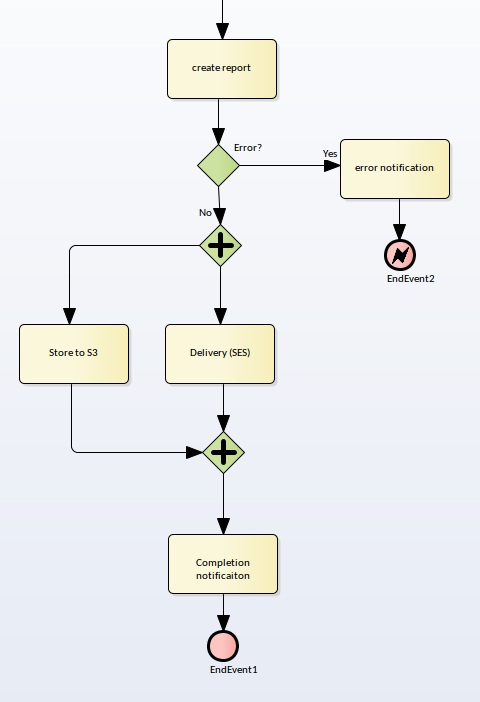 create report
Error?
Yes
error notification
No
EndEvent2
Store to S3
Delivery (SES)
Completion
notificaiton
EndEvent1